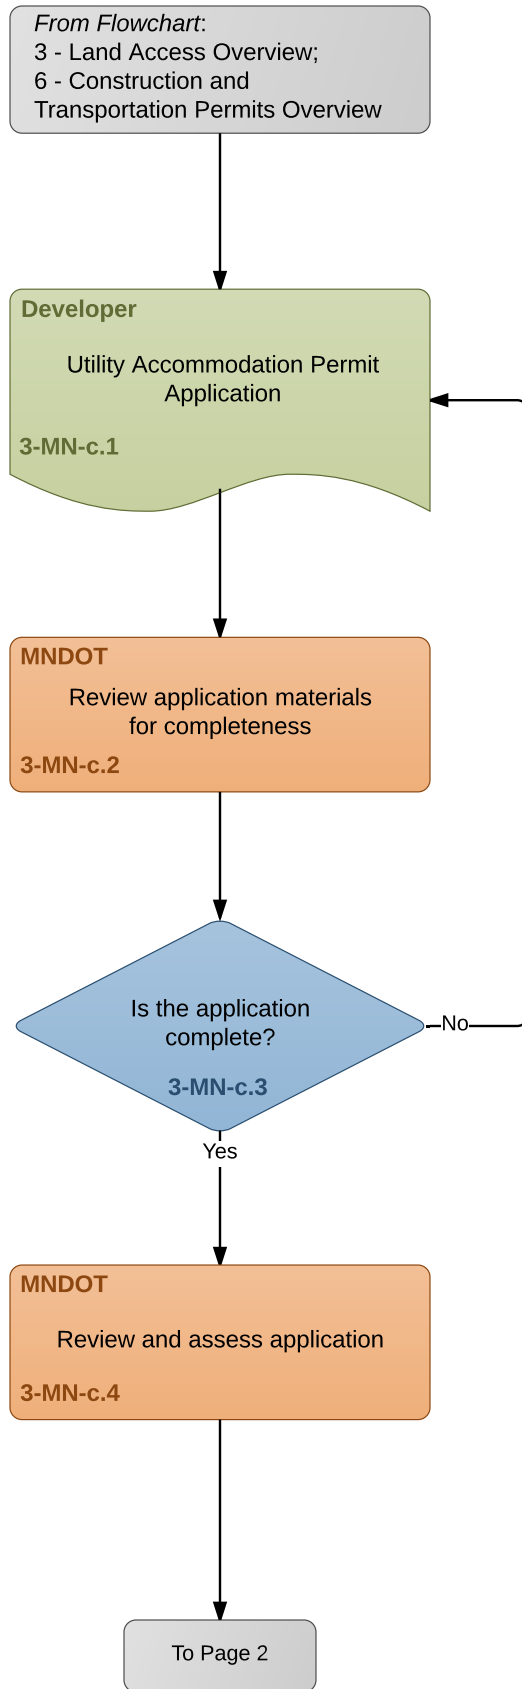 From Flowchart:
3 - Land Access Overview;
6 - Construction and
Transportation Permits Overview
Developer
Utility Accommodation Permit
Application
3-MN-c.1
MNDOT
Review application materials
for completeness
3-MN-c.2
Is the application
complete?
3-MN-c.3
No
Yes
MNDOT
Review and assess application
3-MN-c.4
To Page 2